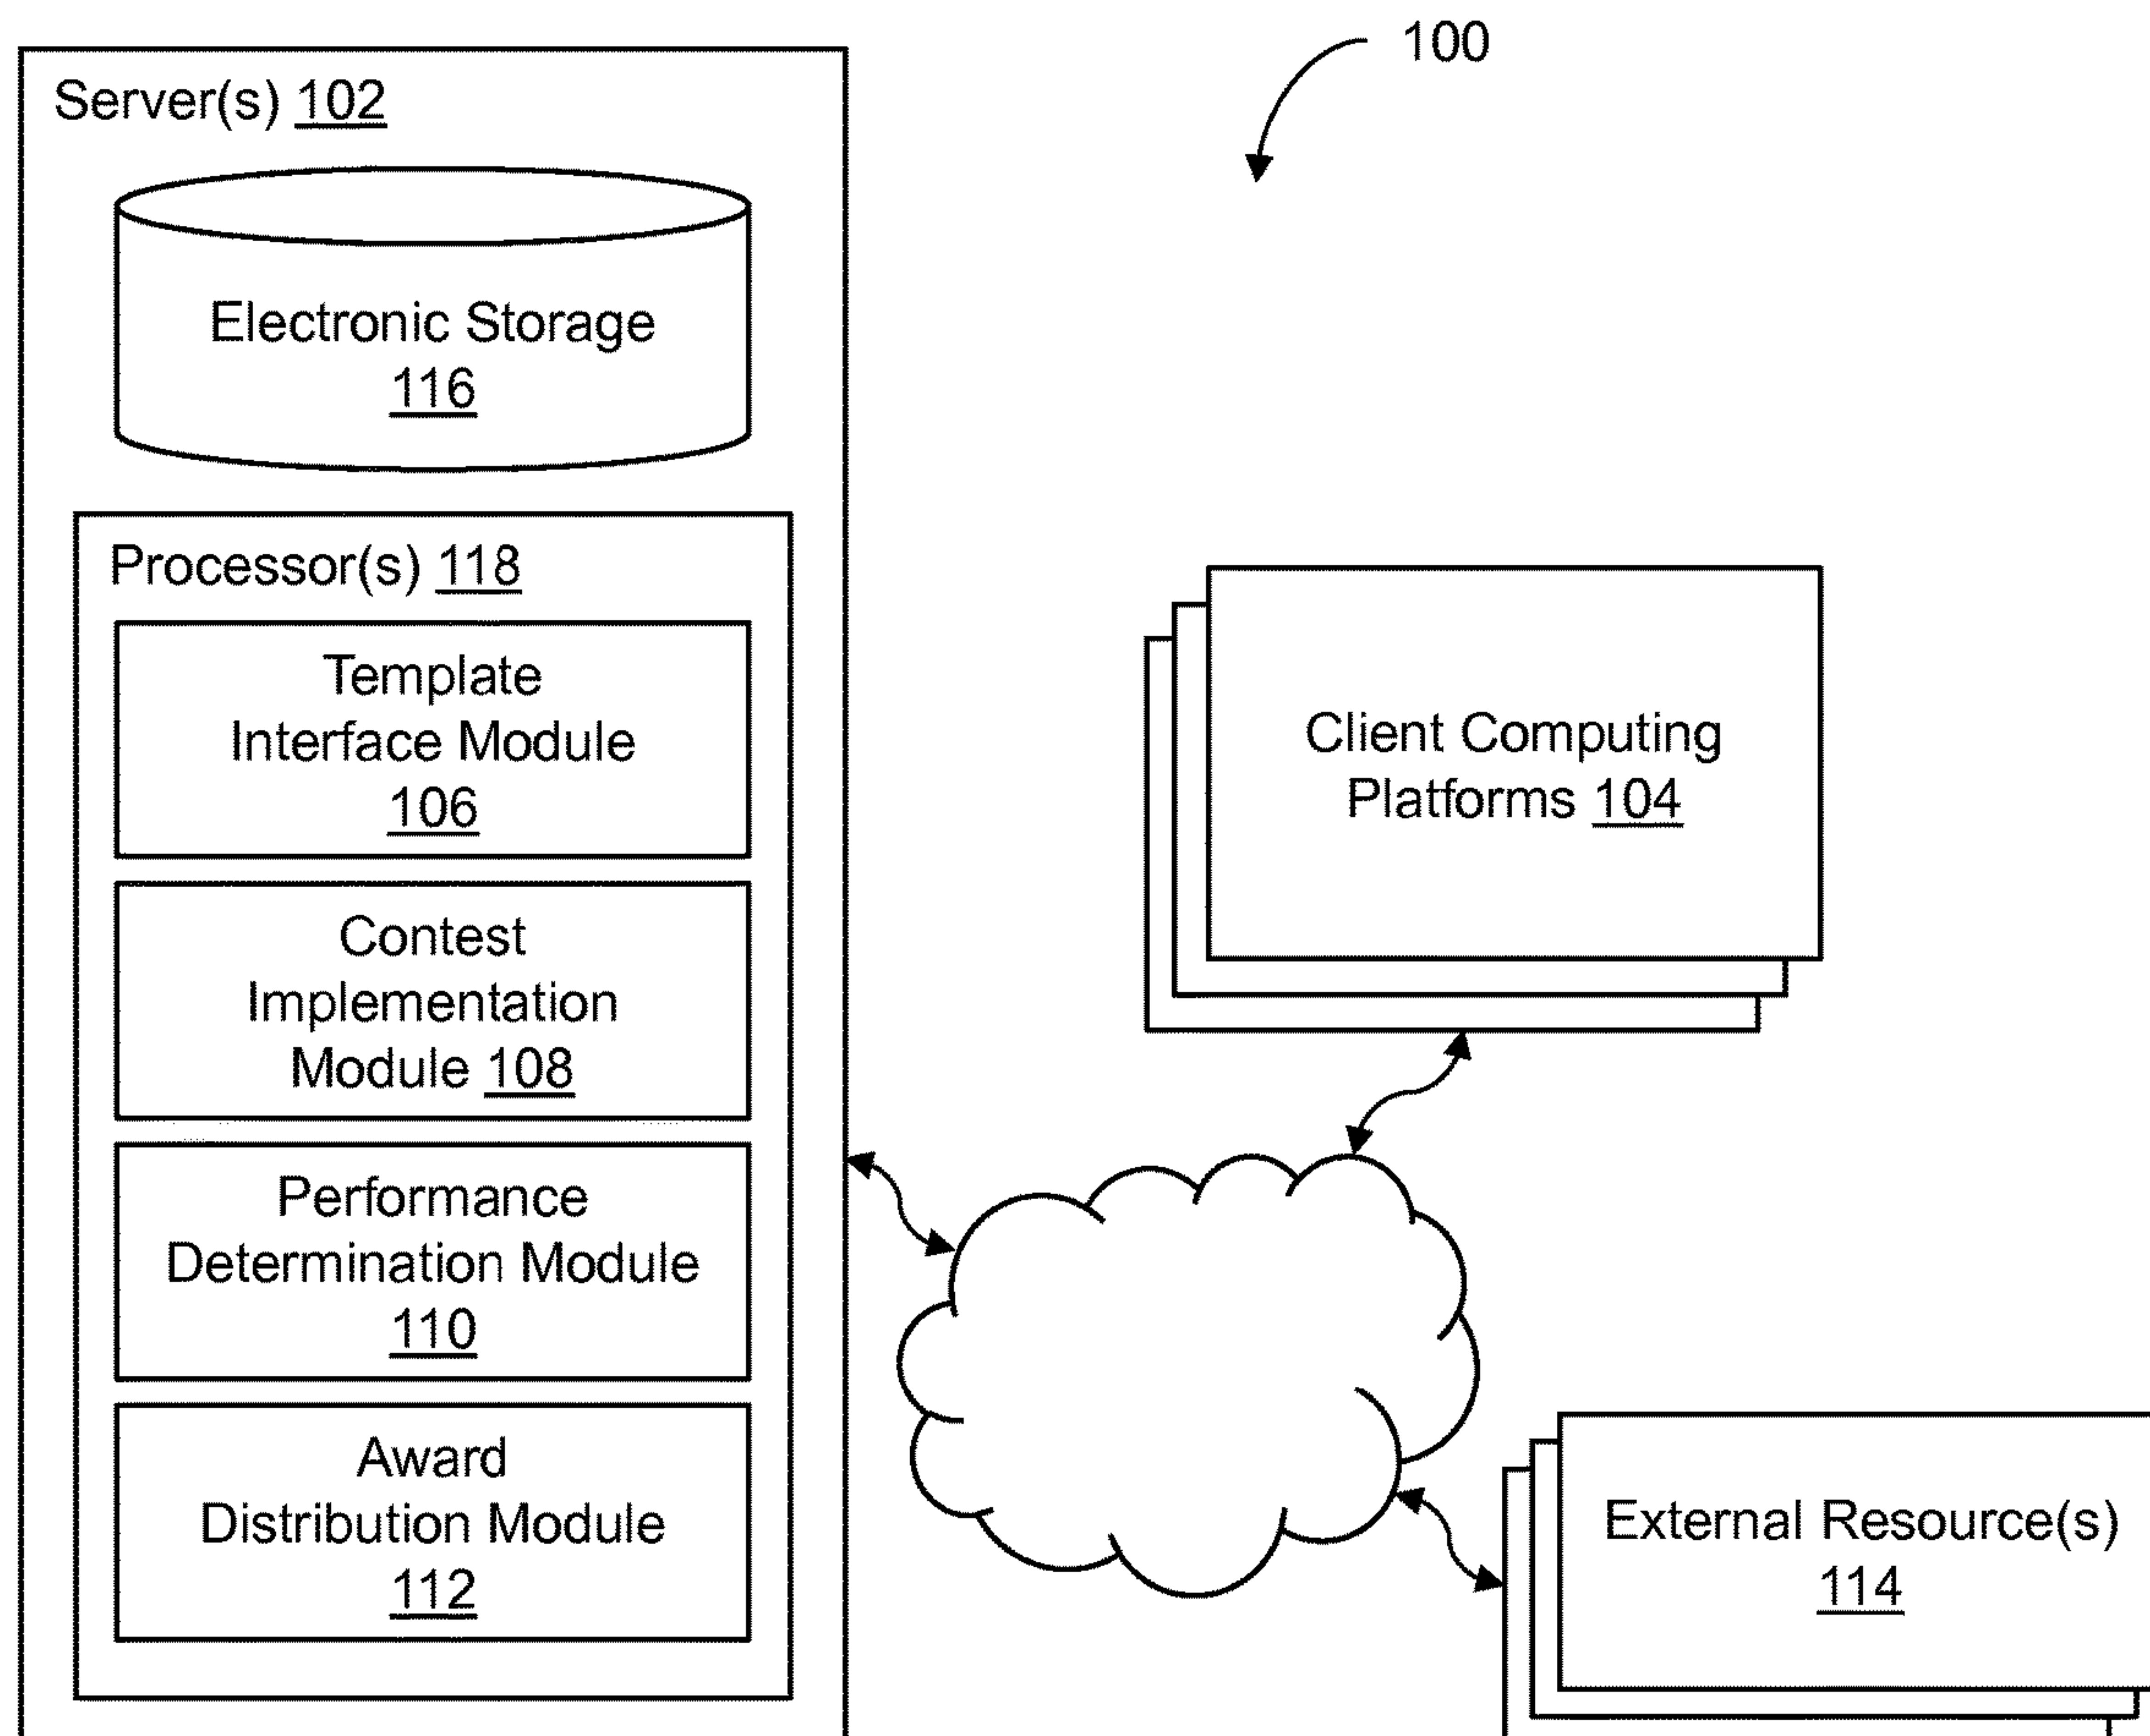 100
Server(s) 102
Electronic Storage
116
Processor(s) 118
Template
Interface Module
106
Contest
Implementation
Module 108
Performance
Determination Module
110
Award
Distribution Module
112
Client Computing
Platforms 104
External Resource(s)
114